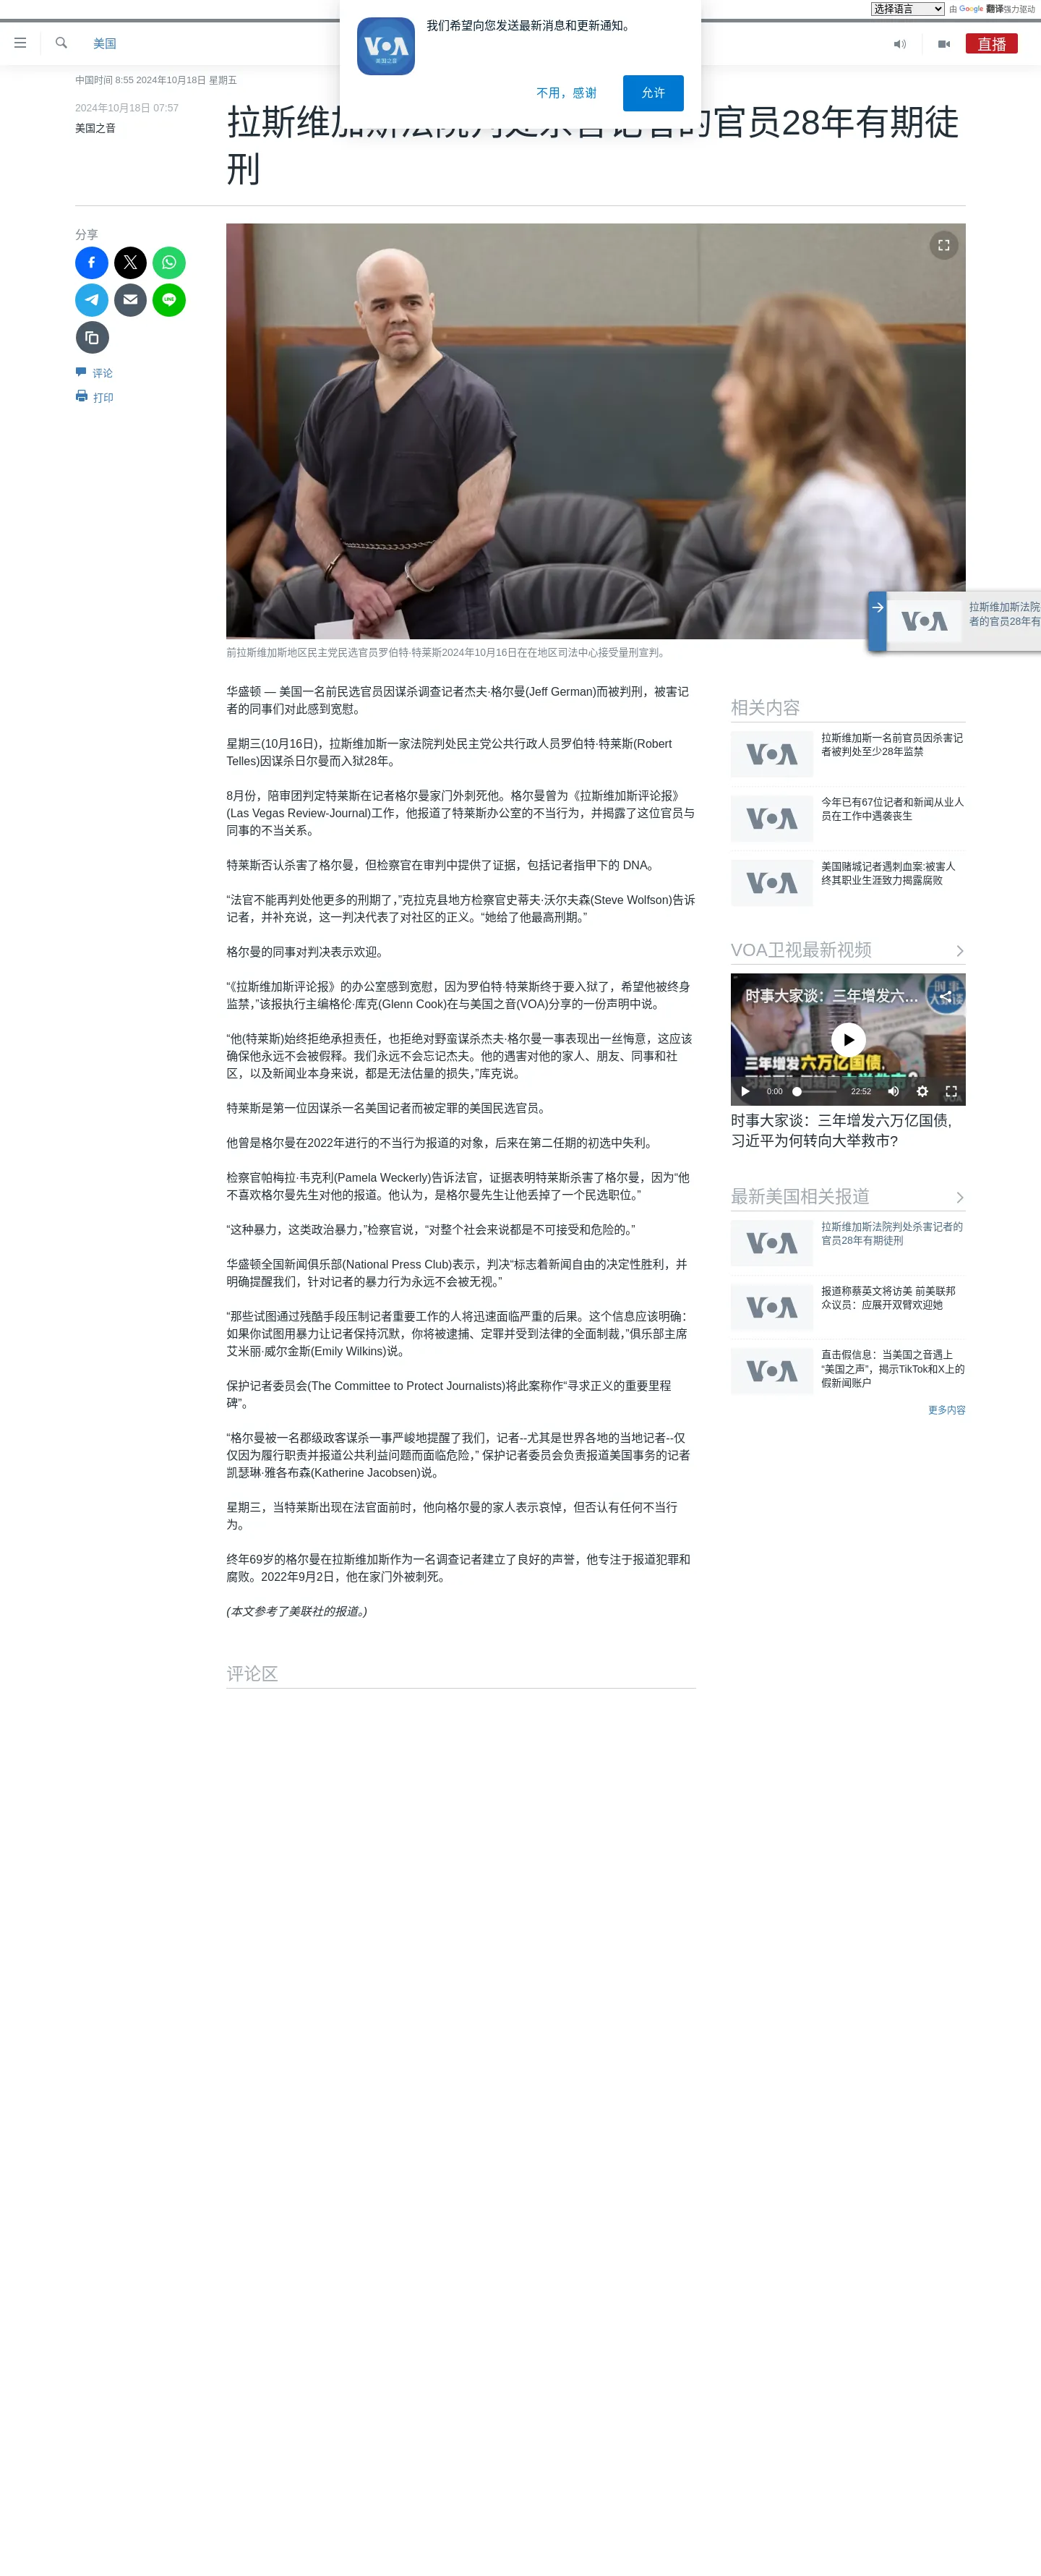 选择语言 由 Google 翻译强力驱动
我们希望向您发送最新消息和更新通知。
VOA
美国之音
不用，感谢
允许
美国
直播
中国时间 8:55 2024年10月18日 星期五
2024年10月18日 07:57
美国之音
拉斯维加斯法院判处杀害记者的官员28年有期徒
刑
分享
评论
打印
拉斯维加斯法院
者的官员28年有
VOA
前拉斯维加斯地区民主党民选官员罗伯特·特莱斯2024年10月16日在在地区司法中心接受量刑宣判。
华盛顿 — 美国一名前民选官员因谋杀调查记者杰夫·格尔曼(Jeff German)而被判刑，被害记
者的同事们对此感到宽慰。
星期三(10月16日)，拉斯维加斯一家法院判处民主党公共行政人员罗伯特·特莱斯(Robert
Telles)因谋杀日尔曼而入狱28年。
8月份，陪审团判定特莱斯在记者格尔曼家门外刺死他。格尔曼曾为《拉斯维加斯评论报》
(Las Vegas Review-Journal)工作，他报道了特莱斯办公室的不当行为，并揭露了这位官员与
同事的不当关系。
特莱斯否认杀害了格尔曼，但检察官在审判中提供了证据，包括记者指甲下的 DNA。
“法官不能再判处他更多的刑期了，”克拉克县地方检察官史蒂夫·沃尔夫森(Steve Wolfson)告诉
记者，并补充说，这一判决代表了对社区的正义。“她给了他最高刑期。”
格尔曼的同事对判决表示欢迎。
“《拉斯维加斯评论报》的办公室感到宽慰，因为罗伯特·特莱斯终于要入狱了，希望他被终身
监禁，”该报执行主编格伦·库克(Glenn Cook)在与美国之音(VOA)分享的一份声明中说。
“他(特莱斯)始终拒绝承担责任，也拒绝对野蛮谋杀杰夫·格尔曼一事表现出一丝悔意，这应该
确保他永远不会被假释。我们永远不会忘记杰夫。他的遇害对他的家人、朋友、同事和社
区，以及新闻业本身来说，都是无法估量的损失，”库克说。
特莱斯是第一位因谋杀一名美国记者而被定罪的美国民选官员。
他曾是格尔曼在2022年进行的不当行为报道的对象，后来在第二任期的初选中失利。
检察官帕梅拉·韦克利(Pamela Weckerly)告诉法官，证据表明特莱斯杀害了格尔曼，因为“他
不喜欢格尔曼先生对他的报道。他认为，是格尔曼先生让他丢掉了一个民选职位。”
“这种暴力，这类政治暴力，”检察官说，“对整个社会来说都是不可接受和危险的。”
华盛顿全国新闻俱乐部(National Press Club)表示，判决“标志着新闻自由的决定性胜利，并
明确提醒我们，针对记者的暴力行为永远不会被无视。”
“那些试图通过残酷手段压制记者重要工作的人将迅速面临严重的后果。这个信息应该明确：
如果你试图用暴力让记者保持沉默，你将被逮捕、定罪并受到法律的全面制裁，”俱乐部主席
艾米丽·威尔金斯(Emily Wilkins)说。
保护记者委员会(The Committee to Protect Journalists)将此案称作“寻求正义的重要里程
碑”。
“格尔曼被一名郡级政客谋杀一事严峻地提醒了我们，记者--尤其是世界各地的当地记者--仅
仅因为履行职责并报道公共利益问题而面临危险，” 保护记者委员会负责报道美国事务的记者
凯瑟琳·雅各布森(Katherine Jacobsen)说。
星期三，当特莱斯出现在法官面前时，他向格尔曼的家人表示哀悼，但否认有任何不当行
为。
终年69岁的格尔曼在拉斯维加斯作为一名调查记者建立了良好的声誉，他专注于报道犯罪和
腐败。2022年9月2日，他在家门外被刺死。
(本文参考了美联社的报道。)
评论区
相关内容
VOA
拉斯维加斯一名前官员因杀害记
者被判处至少28年监禁
VOA
今年已有67位记者和新闻从业人
员在工作中遇袭丧生
VOA
美国赌城记者遇刺血案:被害人
终其职业生涯致力揭露腐败
VOA卫视最新视频
时事大家谈：三年增发六...
三年增发六万亿国债,
0:00
22:52
时事大家谈：三年增发六万亿国债,
习近平为何转向大举救市?
最新美国相关报道
VOA
拉斯维加斯法院判处杀害记者的
官员28年有期徒刑
VOA
报道称蔡英文将访美 前美联邦
众议员：应展开双臂欢迎她
VOA
直击假信息：当美国之音遇上
“美国之声”，揭示TikTok和X上的
假新闻账户
更多内容